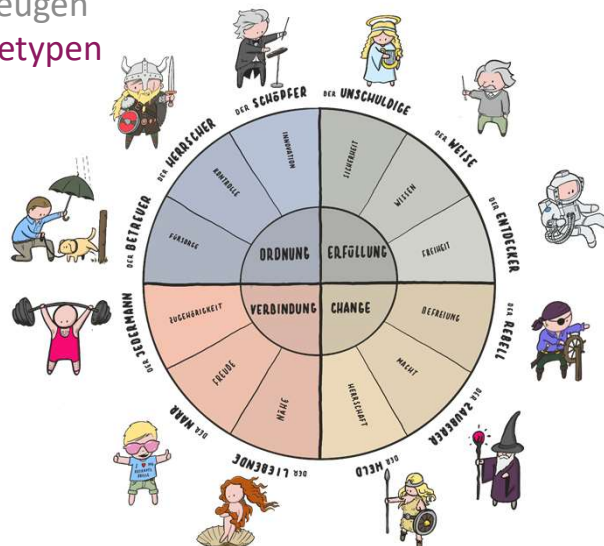 eugen
etypen
DER SCHÖPFER
DER UNSCHULDIGE
DER WEISE
DER ENTDECKER
DER REBELL
DER ZAUBERER
DER HELD
DER LIEBENDE
DER NARR
DER JEDERMANN
DER BETREUER
DER HERRSCHER
INNOVATION
SICHERHEIT
WISSEN
FREIHEIT
BEFREIUNG
MACHT
HERRSCHAFT
NÄHE
FREUDE
ZUGEHÖRIGKEIT
FÜRSORGE
KONTROLLE
ORDNUNG
ERFÜLLUNG
VERBINDUNG
CHANGE